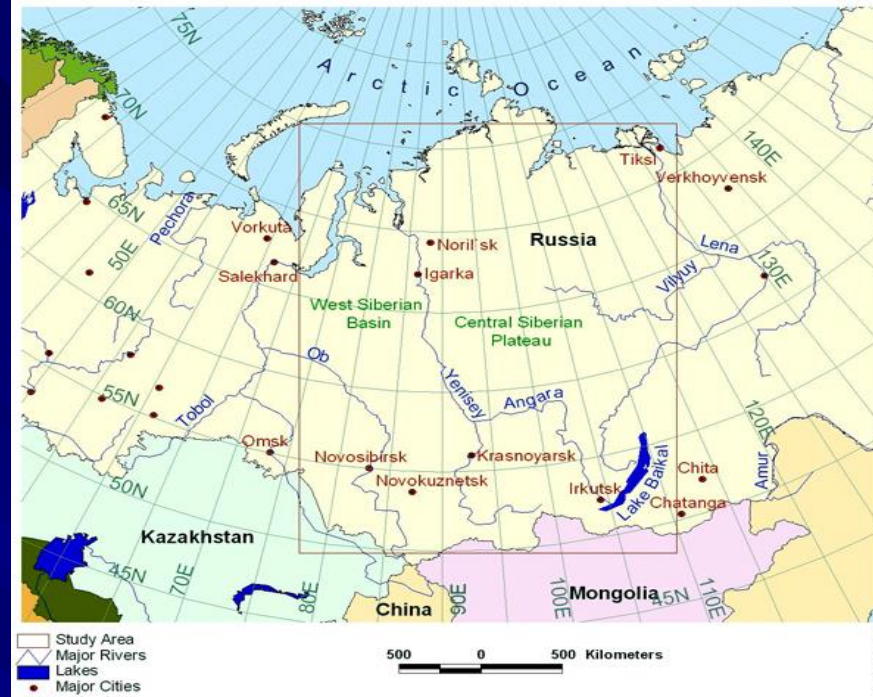 75N
70N
65N
50E
60N
55N
50N
45N
70E
80E
90E
100E
45N
110E
120E
130E
140E
Arctic Ocean
Tiksi
Verkhoyvensk
Pechora
Vorkuta
Noril'sk
Russia
Lena
Salekhard
Igarka
Vilyuy
West Siberian
Basin
Central Siberian
Plateau
Ob
Yenisey
Angara
Tobol
Omsk
Novosibirsk
Krasnoyarsk
Novokuznetsk
Irkutsk
Lake Baikal
Chita
Chatanga
Amur
Kazakhstan
China
Mongolia
Study Area
Major Rivers
Lakes
Major Cities
500 0 500 Kilometers